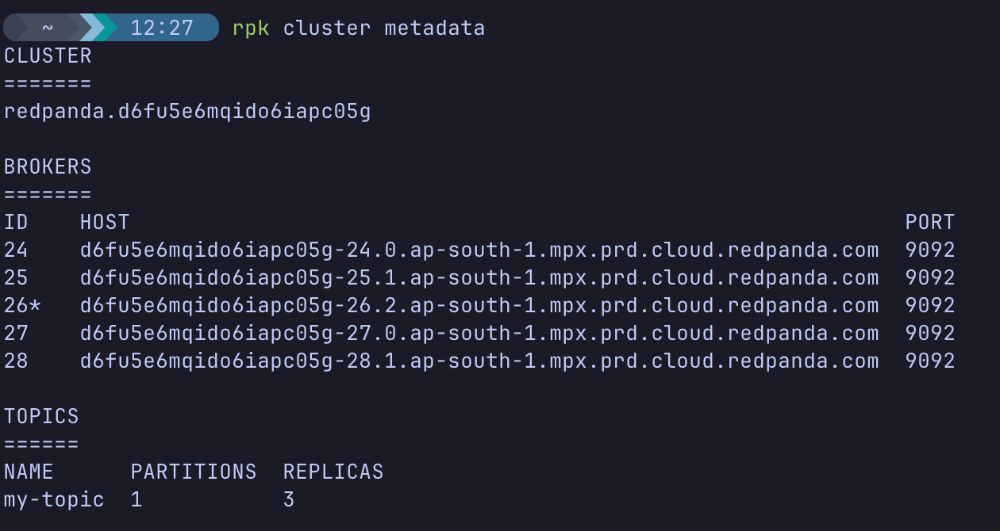 ~ 12:27 rpk cluster metadata
CLUSTER
=======
redpanda.d6fu5e6mqido6iapc05g
BROKERS
=======
ID    HOST                                                             PORT
24    d6fu5e6mqido6iapc05g-24.0.ap-south-1.mpx.prd.cloud.redpanda.com  9092
25    d6fu5e6mqido6iapc05g-25.1.ap-south-1.mpx.prd.cloud.redpanda.com  9092
26*   d6fu5e6mqido6iapc05g-26.2.ap-south-1.mpx.prd.cloud.redpanda.com  9092
27    d6fu5e6mqido6iapc05g-27.0.ap-south-1.mpx.prd.cloud.redpanda.com  9092
28    d6fu5e6mqido6iapc05g-28.1.ap-south-1.mpx.prd.cloud.redpanda.com  9092
TOPICS
======
NAME      PARTITIONS  REPLICAS
my-topic  1           3